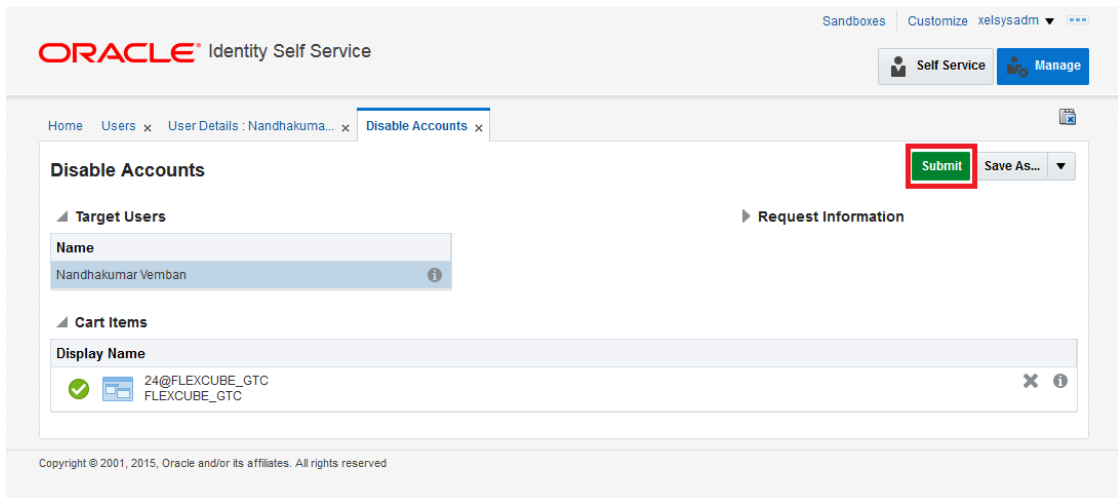 Sandboxes Customize xelsysadm
ORACLE® Identity Self Service
Self Service Manage
Home Users x User Details : Nandhakuma... x Disable Accounts x
Disable Accounts
Submit Save As...
Target Users
Request Information
Name
Nandhakumar Vemban
Cart Items
Display Name
24@FLEXCUBE_GTC
FLEXCUBE_GTC
Copyright © 2001, 2015, Oracle and/or its affiliates. All rights reserved